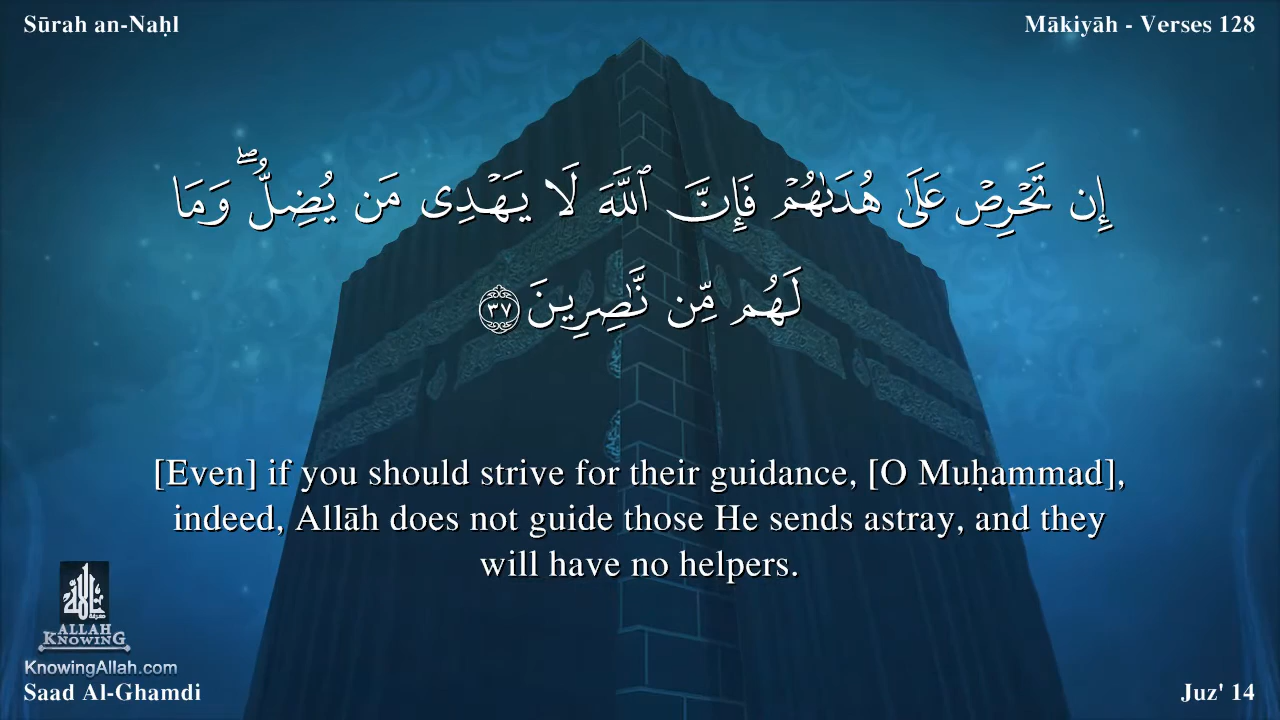 Sūrah an-Naḥl
Mākiyāh - Verses 128
إِن تَحْرِصْ عَلَىٰ هُدَىٰهُمْ فَإِنَّ ٱللَّهَ لَا يَهْدِى مَن يُضِلُّ ۖ وَمَا
لَهُم مِّن نَّـٰصِرِينَ ٣٧
[Even] if you should strive for their guidance, [O Muḥammad],
indeed, Allāh does not guide those He sends astray, and they
will have no helpers.
ALLAH
KNOWING
KnowingAllah.com
Saad Al-Ghamdi
Juz' 14